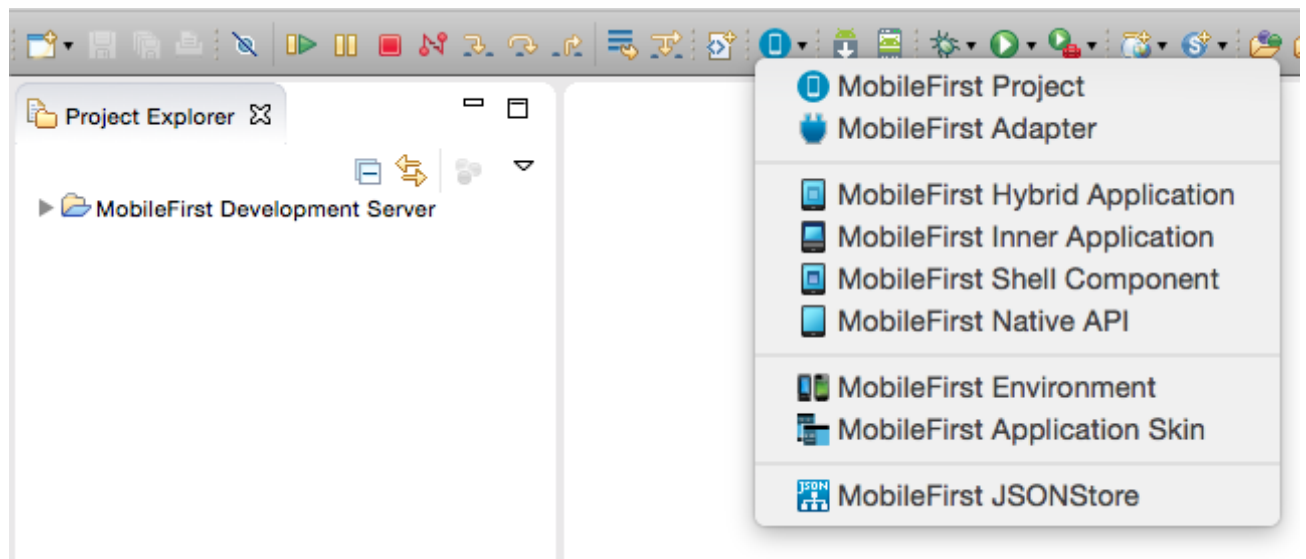 Project Explorer
MobileFirst Development Server
MobileFirst Project
MobileFirst Adapter
MobileFirst Hybrid Application
MobileFirst Inner Application
MobileFirst Shell Component
MobileFirst Native API
MobileFirst Environment
MobileFirst Application Skin
JSON
MobileFirst JSONStore